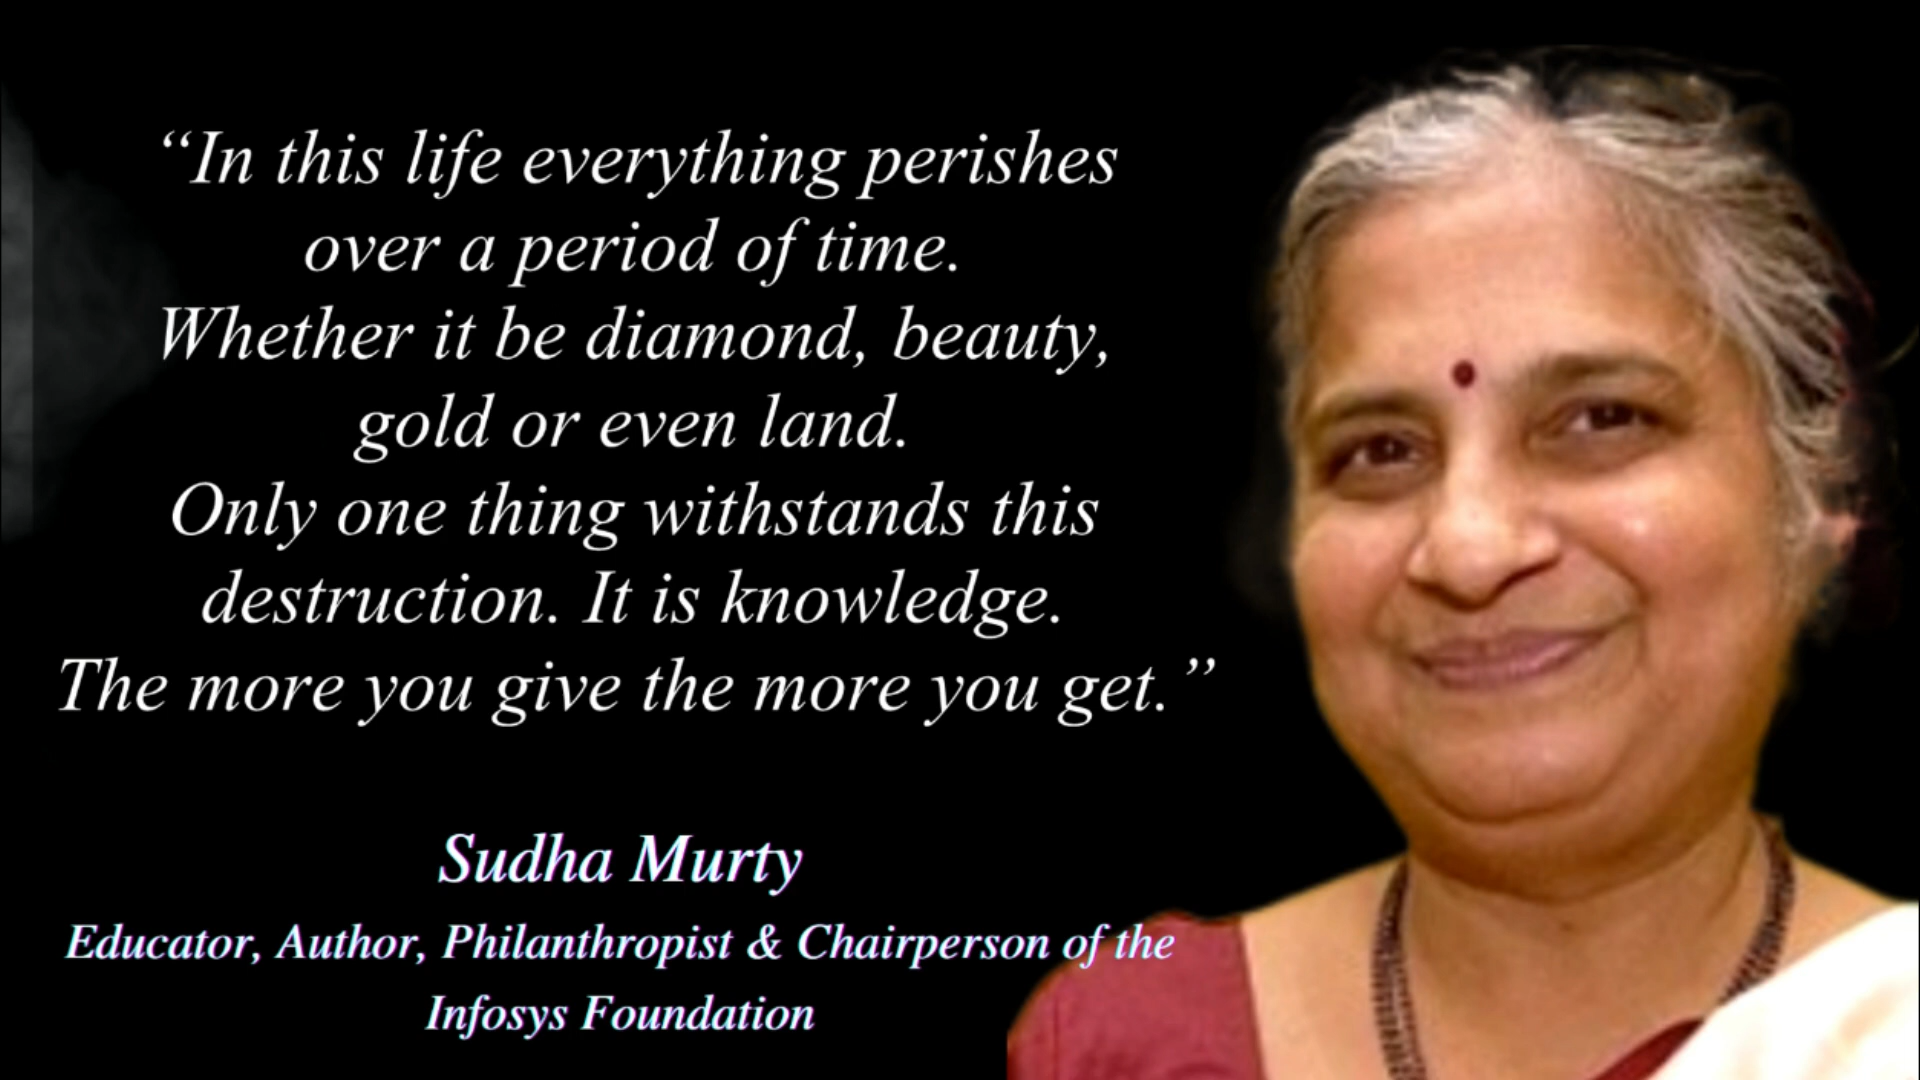 “In this life everything perishes
over a period of time.
Whether it be diamond, beauty,
gold or even land.
Only one thing withstands this
destruction. It is knowledge.
The more you give the more you get.”
Sudha Murty
Educator, Author, Philanthropist & Chairperson of the
Infosys Foundation